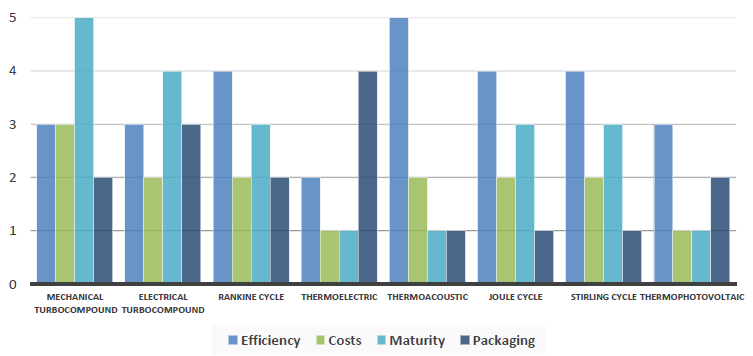 5
4
3
2
1
0
MECHANICAL TURBOCOMPOUND
ELECTRICAL TURBOCOMPOUND
RANKINE CYCLE
THERMOELECTRIC
THERMOACOUSTIC
JOULE CYCLE
STIRLING CYCLE
THERMOPHOTOVOLTAIC
Efficiency
Costs
Maturity
Packaging